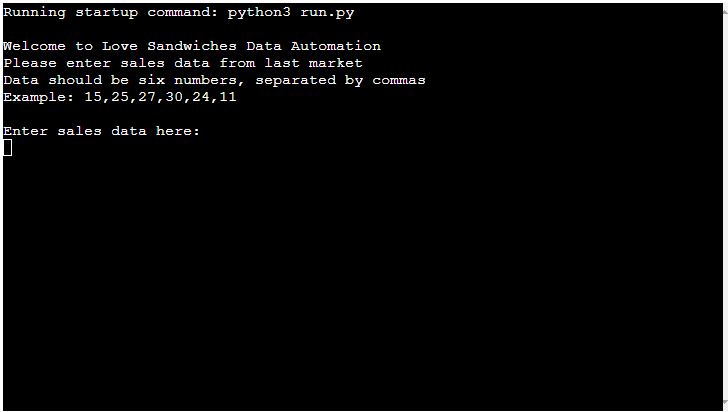 Running startup command: python3 run.py
Welcome to Love Sandwiches Data Automation
Please enter sales data from last market
Data should be six numbers, separated by commas
Example: 15,25,27,30,24,11
Enter sales data here: